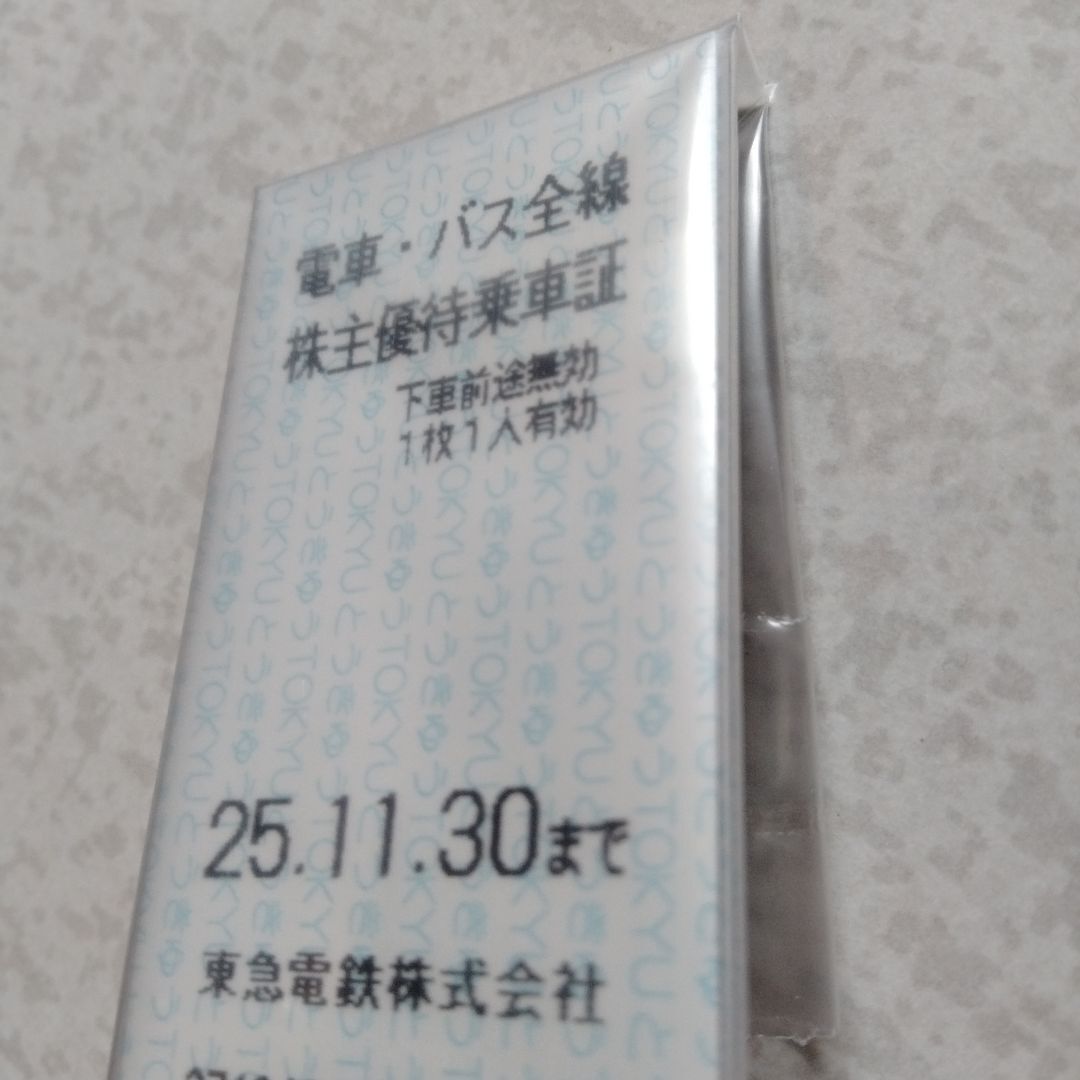 電車・バス全線
株主優待乗車証
下車前途無効
1枚1人有効
25.11.30まで
東急電鉄株式会社